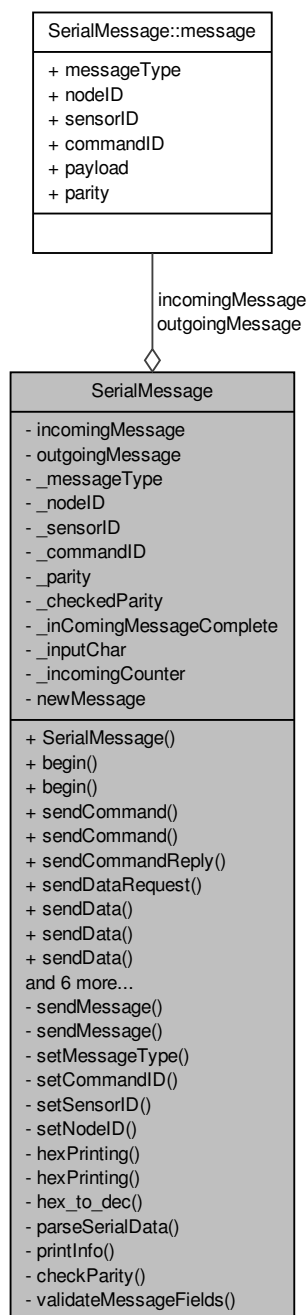 SerialMessage::message
+ messageType
+ nodeID
+ sensorID
+ commandID
+ payload
+ parity
incomingMessage
outgoingMessage
SerialMessage
- incomingMessage
- outgoingMessage
- _messageType
- _nodeID
- _sensorID
- _commandID
- _parity
- _checkedParity
- _inComingMessageComplete
- _inputChar
- _incomingCounter
- newMessage
+ SerialMessage()
+ begin()
+ begin()
+ sendCommand()
+ sendCommand()
+ sendCommandReply()
+ sendDataRequest()
+ sendData()
+ sendData()
+ sendData()
and 6 more...
- sendMessage()
- sendMessage()
- setMessageType()
- setCommandID()
- setSensorID()
- setNodeID()
- hexPrinting()
- hexPrinting()
- hex_to_dec()
- parseSerialData()
- printInfo()
- checkParity()
- validateMessageFields()